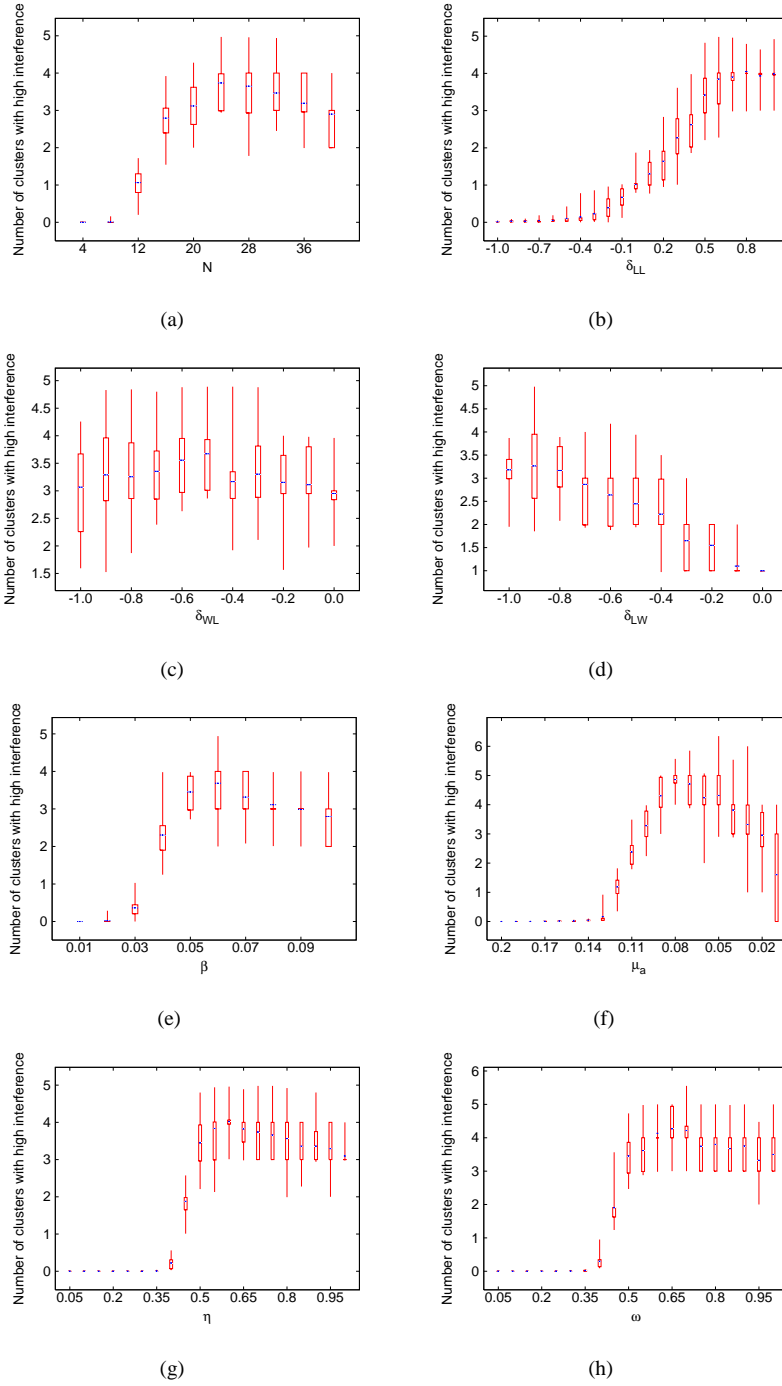 Number of clusters with high interference
5
4
3
2
1
0
4 12 20 28 36
N
(a)
Number of clusters with high interference
5
4
3
2
1
0
-1.0 -0.7 -0.4 -0.1 0.2 0.5 0.8
δLL
(b)
Number of clusters with high interference
5
4.5
4
3.5
3
2.5
2
1.5
-1.0 -0.8 -0.6 -0.4 -0.2 0.0
δWL
(c)
Number of clusters with high interference
5
4.5
4
3.5
3
2.5
2
1.5
1
-1.0 -0.8 -0.6 -0.4 -0.2 0.0
δLW
(d)
Number of clusters with high interference
5
4
3
2
1
0
0.01 0.03 0.05 0.07 0.09
β
(e)
Number of clusters with high interference
6
5
4
3
2
1
0
0.2 0.17 0.14 0.11 0.08 0.05 0.02
μa
(f)
Number of clusters with high interference
5
4
3
2
1
0
0.05 0.2 0.35 0.5 0.65 0.8 0.95
η
(g)
Number of clusters with high interference
6
5
4
3
2
1
0
0.05 0.2 0.35 0.5 0.65 0.8 0.95
ω
(h)